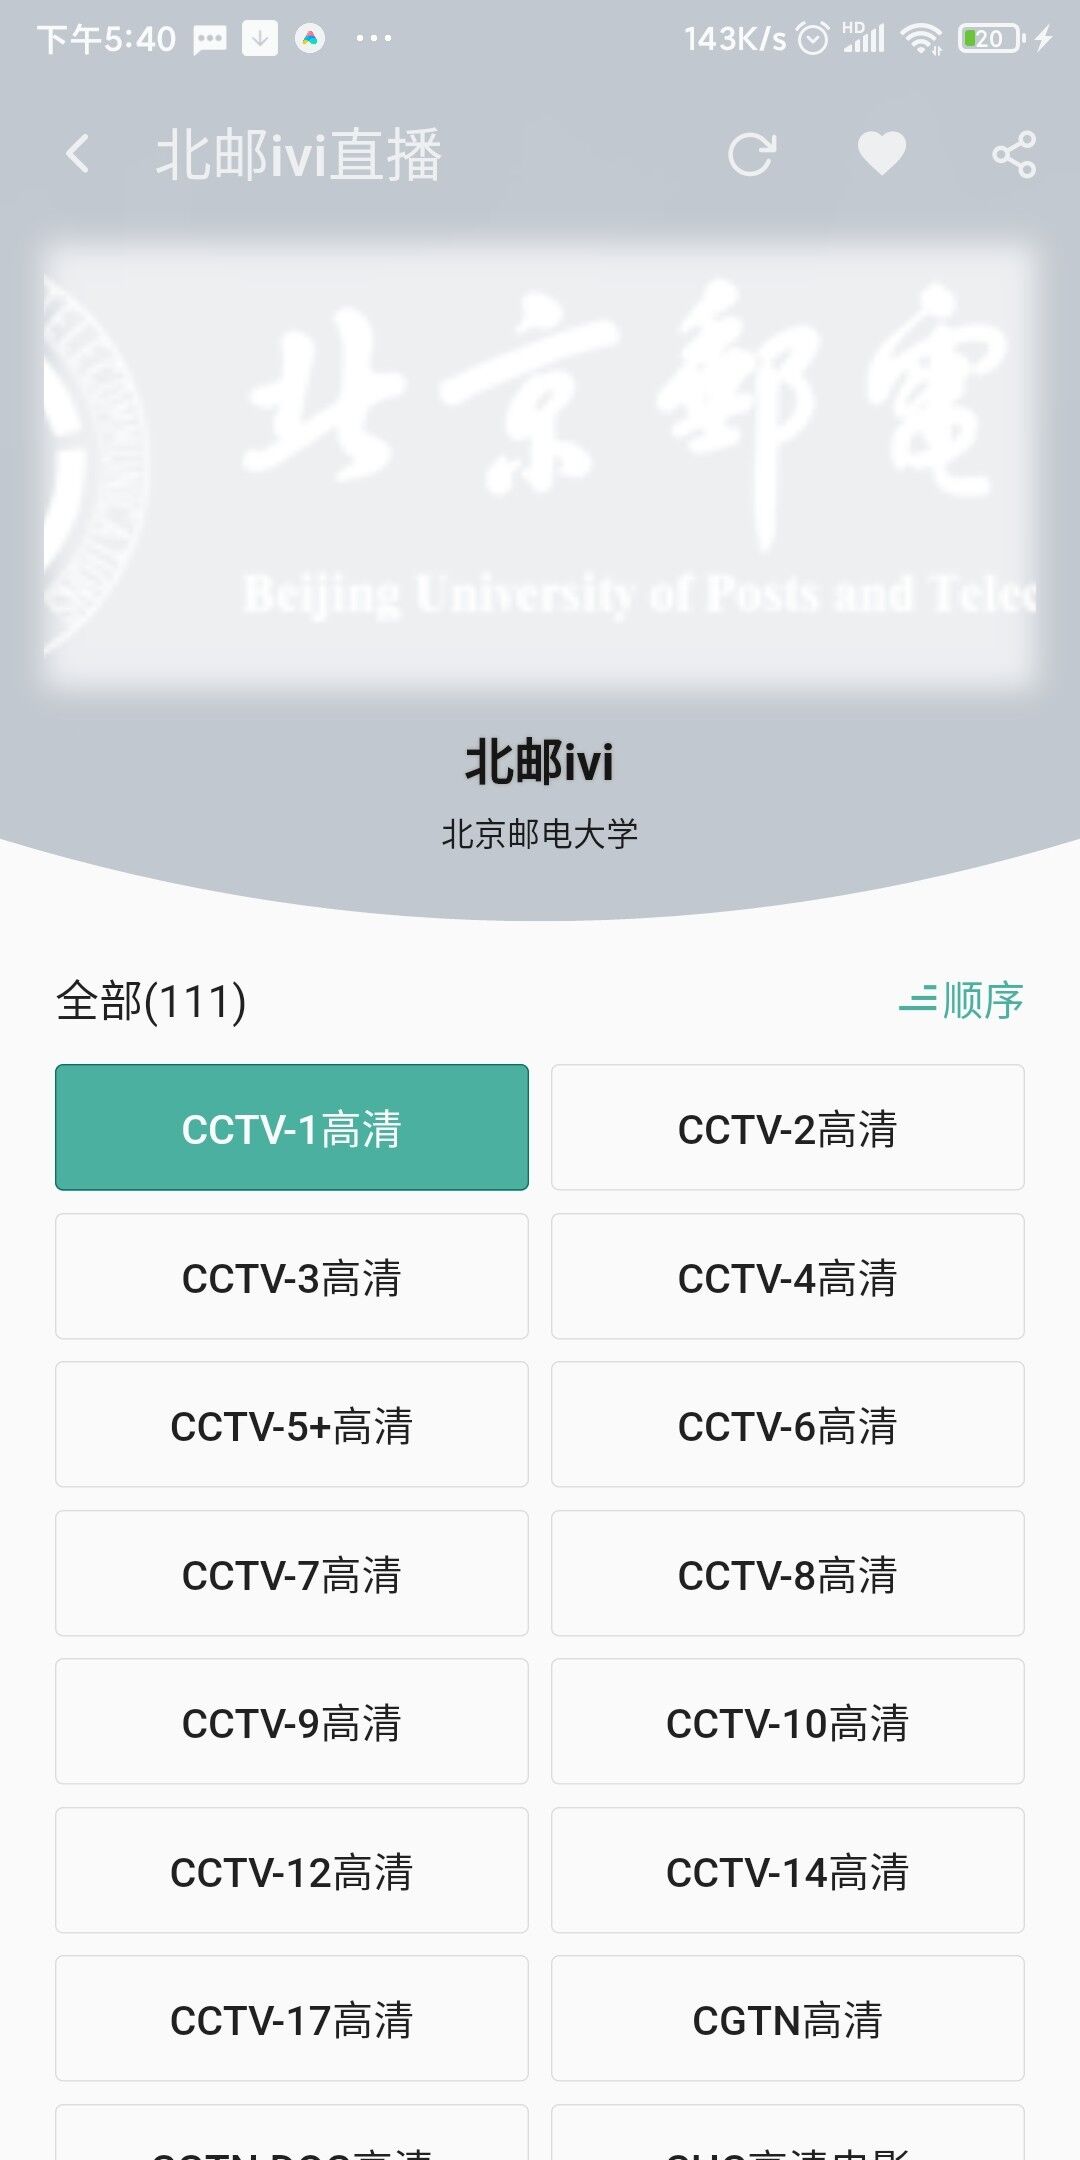 下午5:40
143K/s HD 20
北邮ivi直播
北京郵電
Beijing University of Posts and Telec
北邮ivi
北京邮电大学
全部(111) 顺序
CCTV-1高清 CCTV-2高清
CCTV-3高清 CCTV-4高清
CCTV-5+高清 CCTV-6高清
CCTV-7高清 CCTV-8高清
CCTV-9高清 CCTV-10高清
CCTV-12高清 CCTV-14高清
CCTV-17高清 CGTN高清